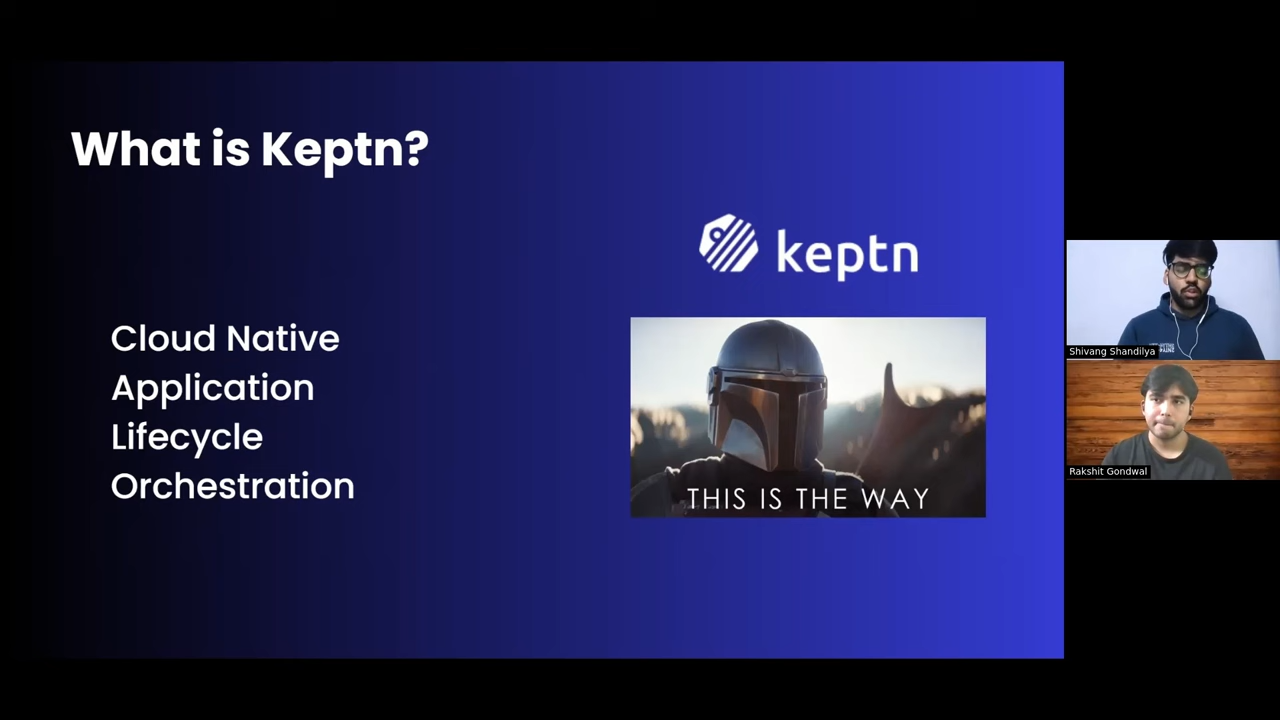 What is Keptn?
keptn
Cloud Native
Application
Lifecycle
Orchestration
THIS IS THE WAY
Shivang Shandilya
Rakshit Gondwal